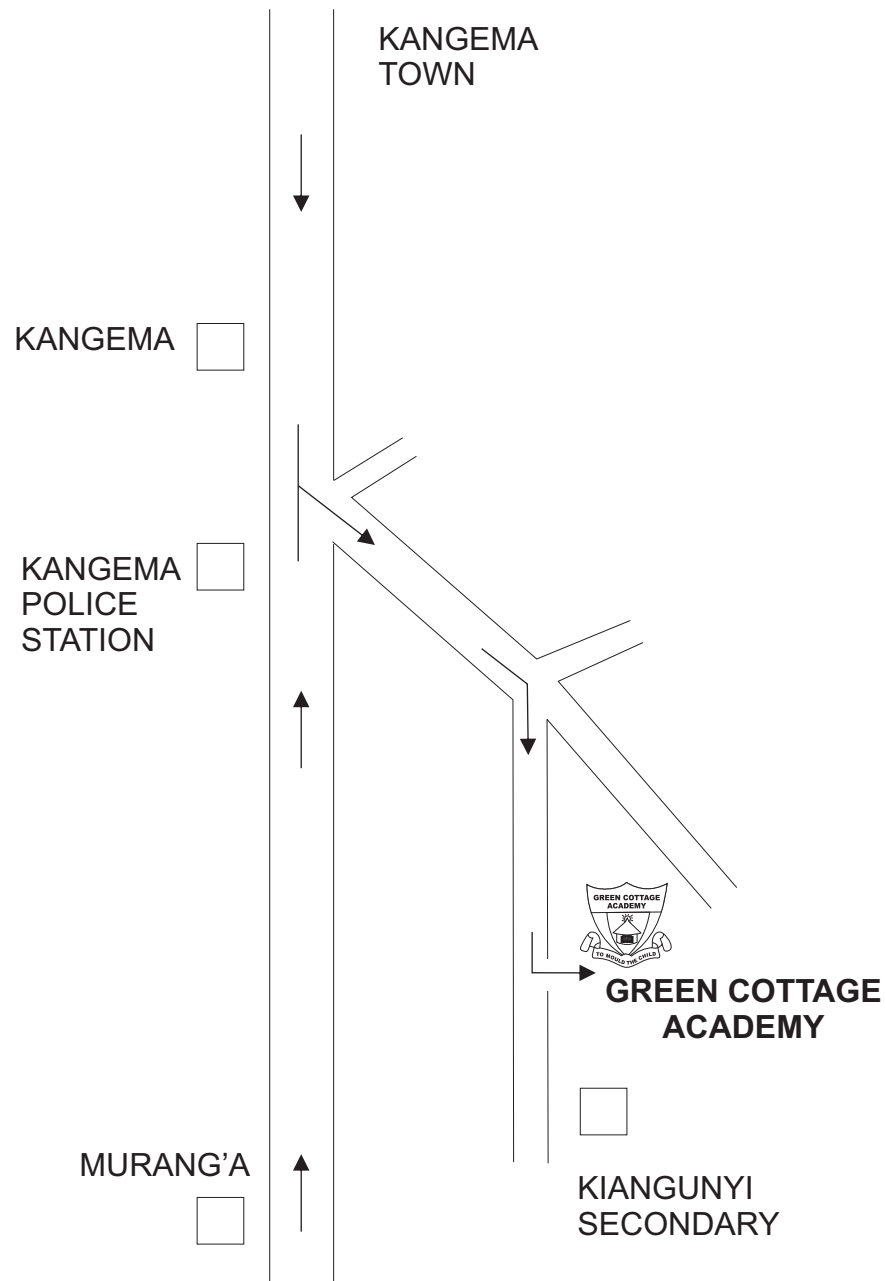 KANGEMA
TOWN
KANGEMA
KANGEMA
POLICE
STATION
GREEN COTTAGE
ACADEMY
TO MOULD THE CHILD
GREEN COTTAGE
ACADEMY
MURANG’A
KIANGUNYI
SECONDARY